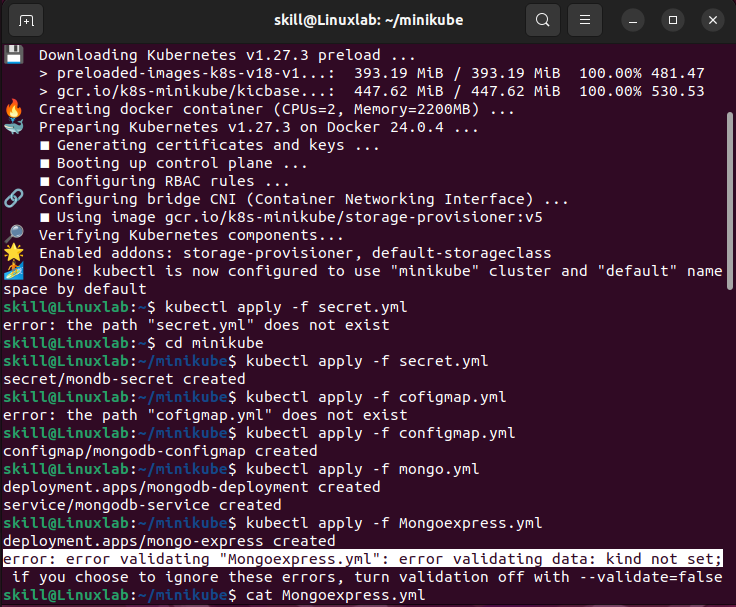 skill@Linuxlab: ~/minikube
Downloading Kubernetes v1.27.3 preload ...
> preloaded-images-k8s-v18-v1...:  393.19 MiB / 393.19 MiB  100.00% 481.47
> gcr.io/k8s-minikube/kicbase...:  447.62 MiB / 447.62 MiB  100.00% 530.53
Creating docker container (CPUs=2, Memory=2200MB) ...
Preparing Kubernetes v1.27.3 on Docker 24.0.4 ...
■ Generating certificates and keys ...
■ Booting up control plane ...
■ Configuring RBAC rules ...
Configuring bridge CNI (Container Networking Interface) ...
■ Using image gcr.io/k8s-minikube/storage-provisioner:v5
Verifying Kubernetes components...
Enabled addons: storage-provisioner, default-storageclass
Done! kubectl is now configured to use "minikube" cluster and "default" name
space by default
skill@Linuxlab:~$ kubectl apply -f secret.yml
error: the path "secret.yml" does not exist
skill@Linuxlab:~$ cd minikube
skill@Linuxlab:~/minikube$ kubectl apply -f secret.yml
secret/mondb-secret created
skill@Linuxlab:~/minikube$ kubectl apply -f cofigmap.yml
error: the path "cofigmap.yml" does not exist
skill@Linuxlab:~/minikube$ kubectl apply -f configmap.yml
configmap/mongodb-configmap created
skill@Linuxlab:~/minikube$ kubectl apply -f mongo.yml
deployment.apps/mongodb-deployment created
service/mongodb-service created
skill@Linuxlab:~/minikube$ kubectl apply -f Mongoexpress.yml
deployment.apps/mongo-express created
error: error validating "Mongoexpress.yml": error validating data: kind not set;
if you choose to ignore these errors, turn validation off with --validate=false
skill@Linuxlab:~/minikube$ cat Mongoexpress.yml